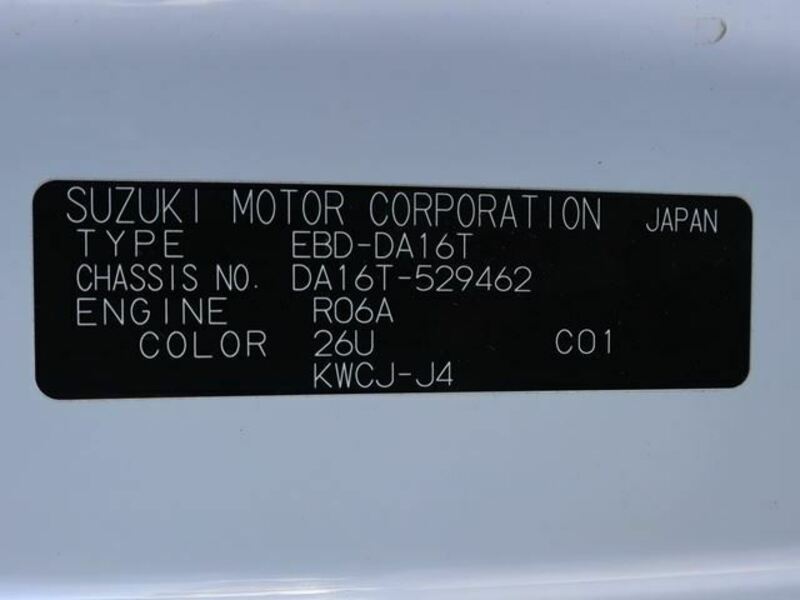 SUZUKI MOTOR CORPORATION JAPAN
TYPE EBD-DA16T
CHASSIS NO. DA16T-529462
ENGINE R06A
COLOR 26U C01
KWCJ-J4